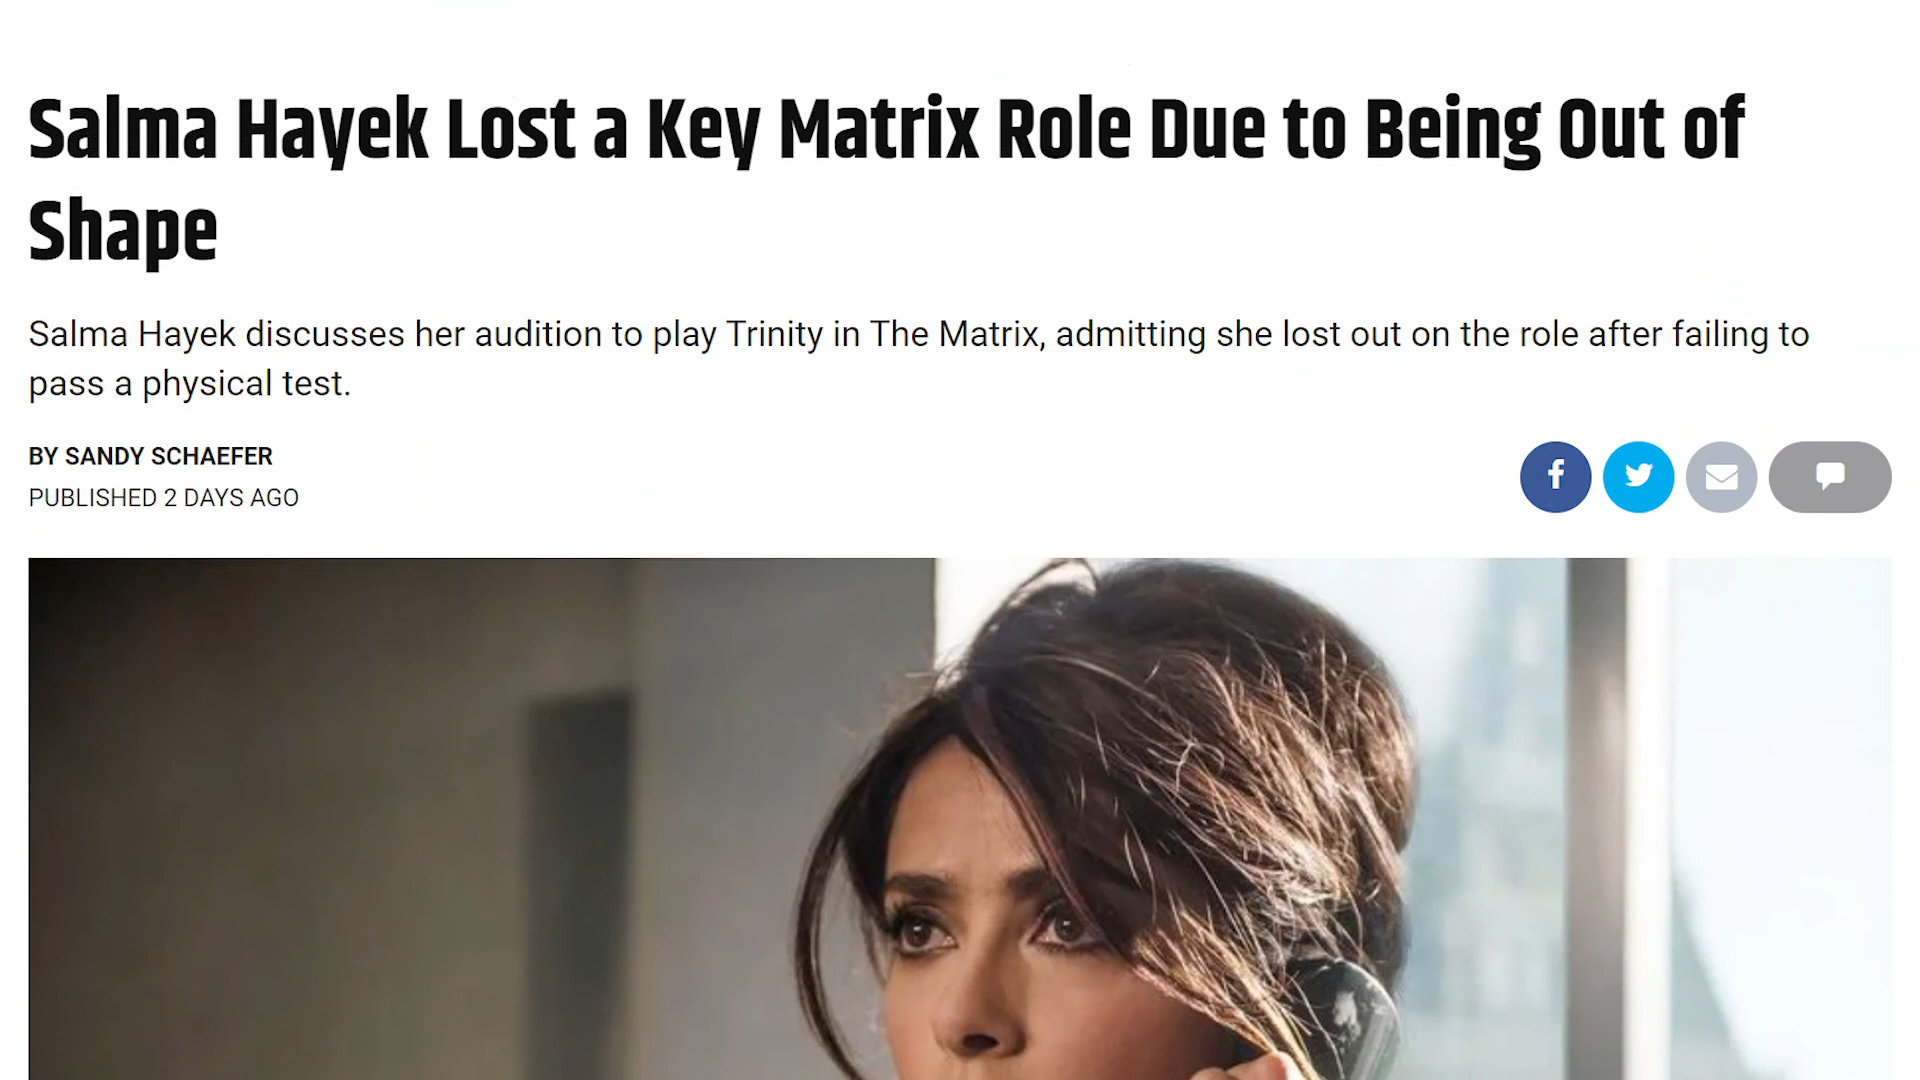 Salma Hayek Lost a Key Matrix Role Due to Being Out of
Shape
Salma Hayek discusses her audition to play Trinity in The Matrix, admitting she lost out on the role after failing to
pass a physical test.
BY SANDY SCHAEFER
PUBLISHED 2 DAYS AGO